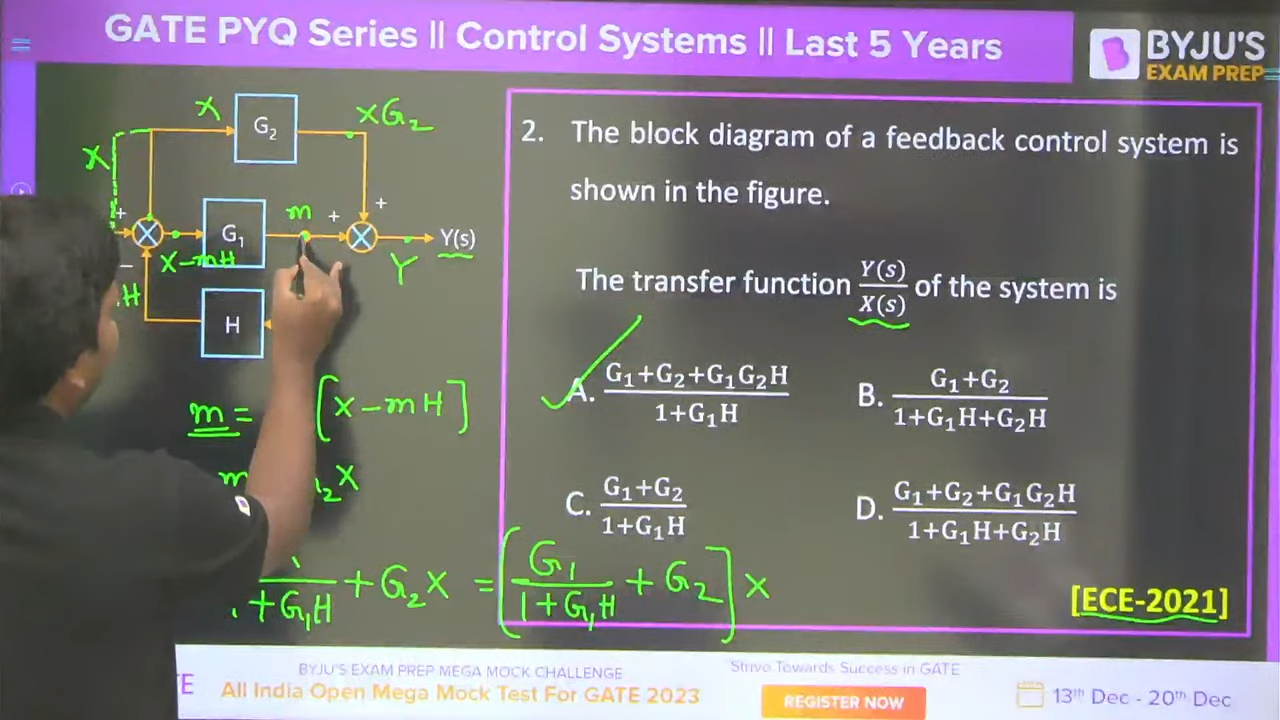 GATE PYQ Series || Control Systems || Last 5 Years
BYJU'S
EXAM PREP
X
G₂
XG₂
X
+
+
m
+
G₁
Y(s)
X-mH
Y
−
H
H
2. The block diagram of a feedback control system is
shown in the figure.
The transfer function Y(s)/X(s) of the system is
A. (G₁+G₂+G₁G₂H)/(1+G₁H)
B. (G₁+G₂)/(1+G₁H+G₂H)
C. (G₁+G₂)/(1+G₁H)
D. (G₁+G₂+G₁G₂H)/(1+G₁H+G₂H)
[ECE-2021]
m = [X-mH]
m ₂X
+G₁H + G₂X = [G₁/(1+G₁H) + G₂] X
BYJU'S EXAM PREP MEGA MOCK CHALLENGE
All India Open Mega Mock Test For GATE 2023
Strive Towards Success in GATE
REGISTER NOW
13th Dec - 20th Dec